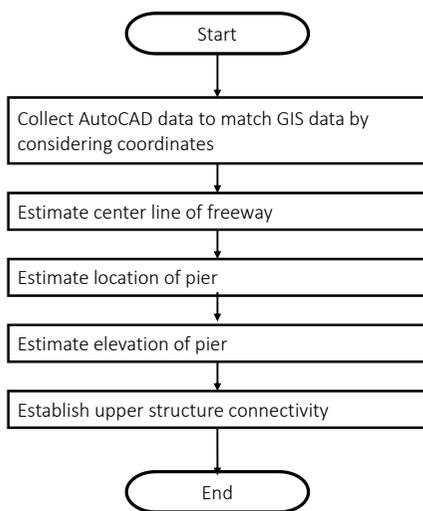 Start
Collect AutoCAD data to match GIS data by
considering coordinates
Estimate center line of freeway
Estimate location of pier
Estimate elevation of pier
Establish upper structure connectivity
End